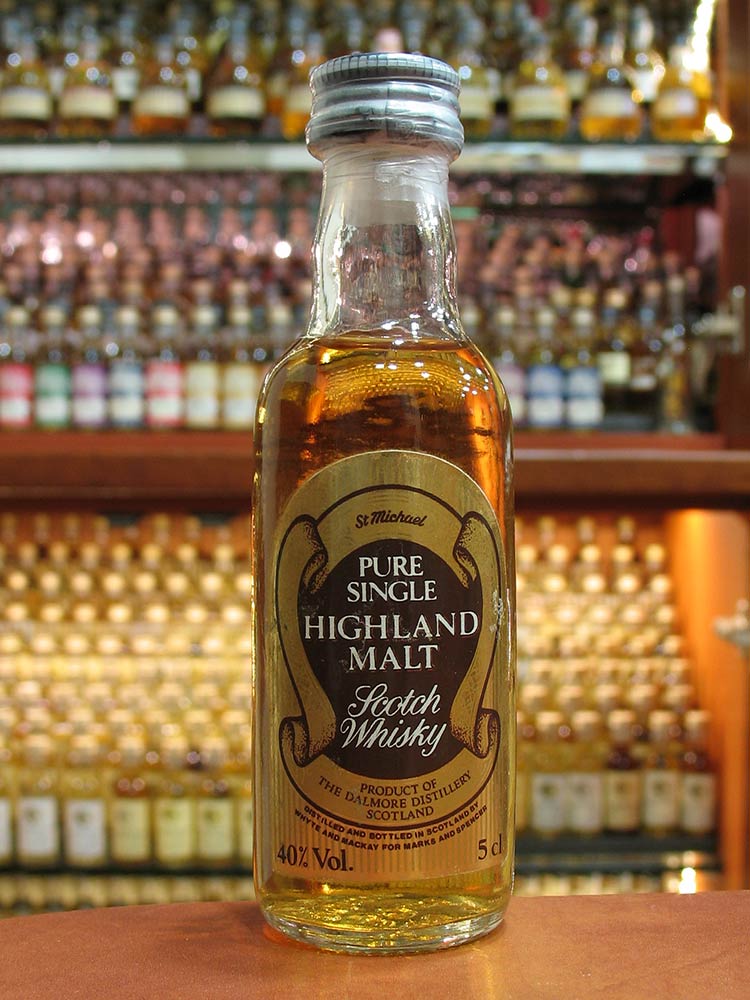 St Michael
PURE
SINGLE
HIGHLAND
MALT
Scotch
Whisky
PRODUCT OF
THE DALMORE DISTILLERY
SCOTLAND
DISTILLED AND BOTTLED IN SCOTLAND BY
WHYTE AND MACKAY FOR MARKS AND SPENCER
40% Vol.
5 cl